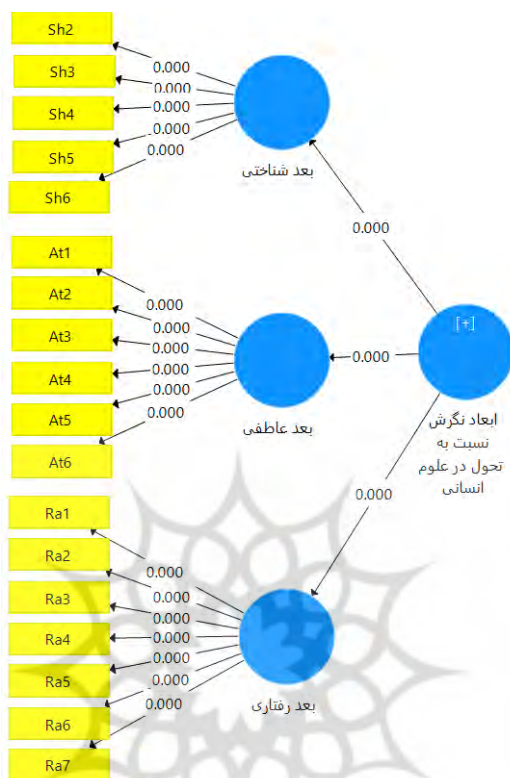 Sh2
Sh3
Sh4
Sh5
Sh6
0.000
0.000
0.000
0.000
0.000
بعد شناختی
0.000
At1
At2
At3
At4
At5
At6
0.000
0.000
0.000
0.000
0.000
0.000
بعد عاطفی
0.000
[+]
ابعاد نگرش
نسبت به
تحول در علوم
انسانی
0.000
Ra1
Ra2
Ra3
Ra4
Ra5
Ra6
Ra7
0.000
0.000
0.000
0.000
0.000
0.000
0.000
بعد رفتاری